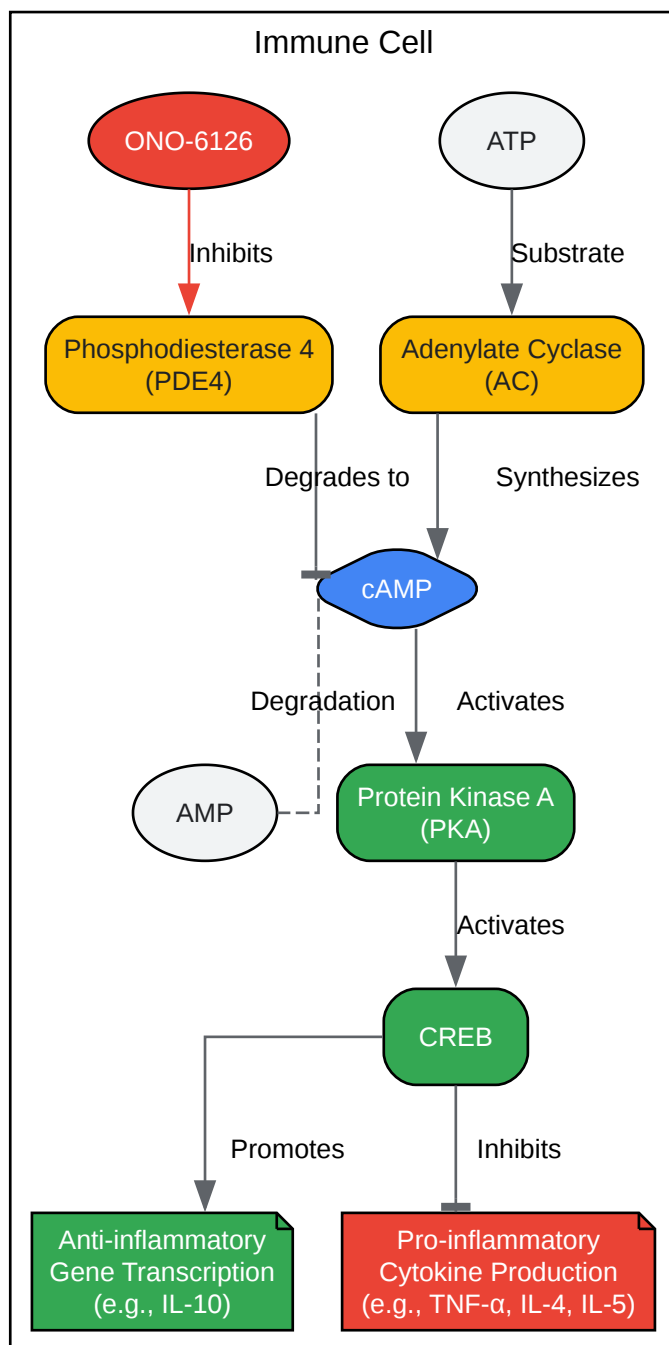 Immune Cell
ONO-6126
ATP
Inhibits
Substrate
Phosphodiesterase 4
(PDE4)
Adenylate Cyclase
(AC)
Degrades to
Synthesizes
cAMP
Degradation
Activates
AMP
Protein Kinase A
(PKA)
Activates
CREB
Promotes
Inhibits
Anti-inflammatory
Gene Transcription
(e.g., IL-10)
Pro-inflammatory
Cytokine Production
(e.g., TNF-α, IL-4, IL-5)